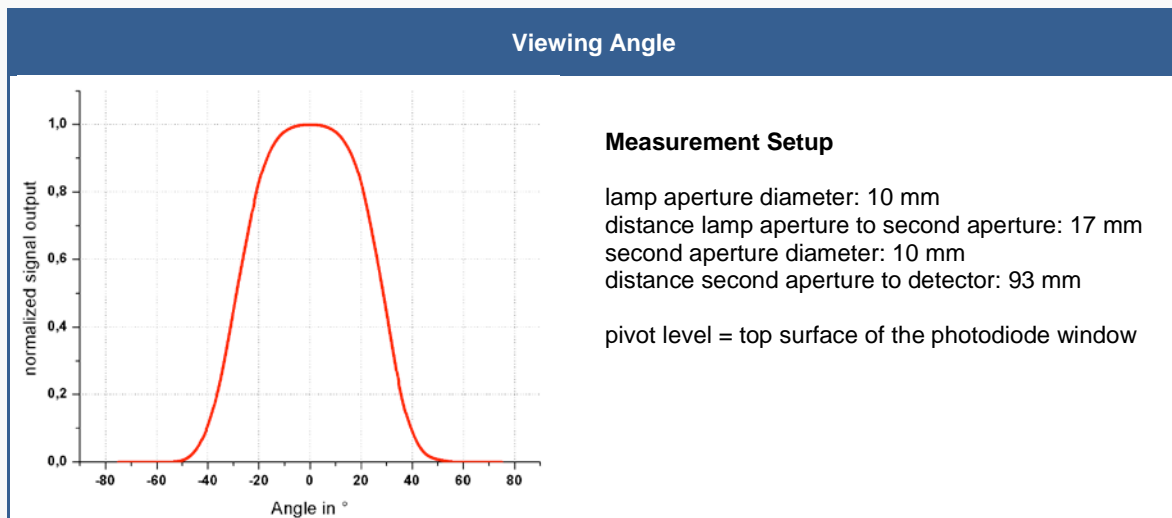 Viewing Angle
1,0
0,8
0,6
0,4
0,2
0,0
normalized signal output
-80 -60 -40 -20 0 20 40 60 80
Angle in °
Measurement Setup
lamp aperture diameter: 10 mm
distance lamp aperture to second aperture: 17 mm
second aperture diameter: 10 mm
distance second aperture to detector: 93 mm
pivot level = top surface of the photodiode window